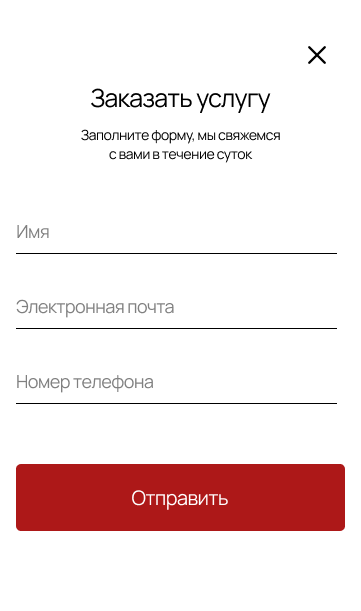 Заказать услугу
Заполните форму, мы свяжемся
с вами в течение суток
Имя
Электронная почта
Номер телефона
Отправить